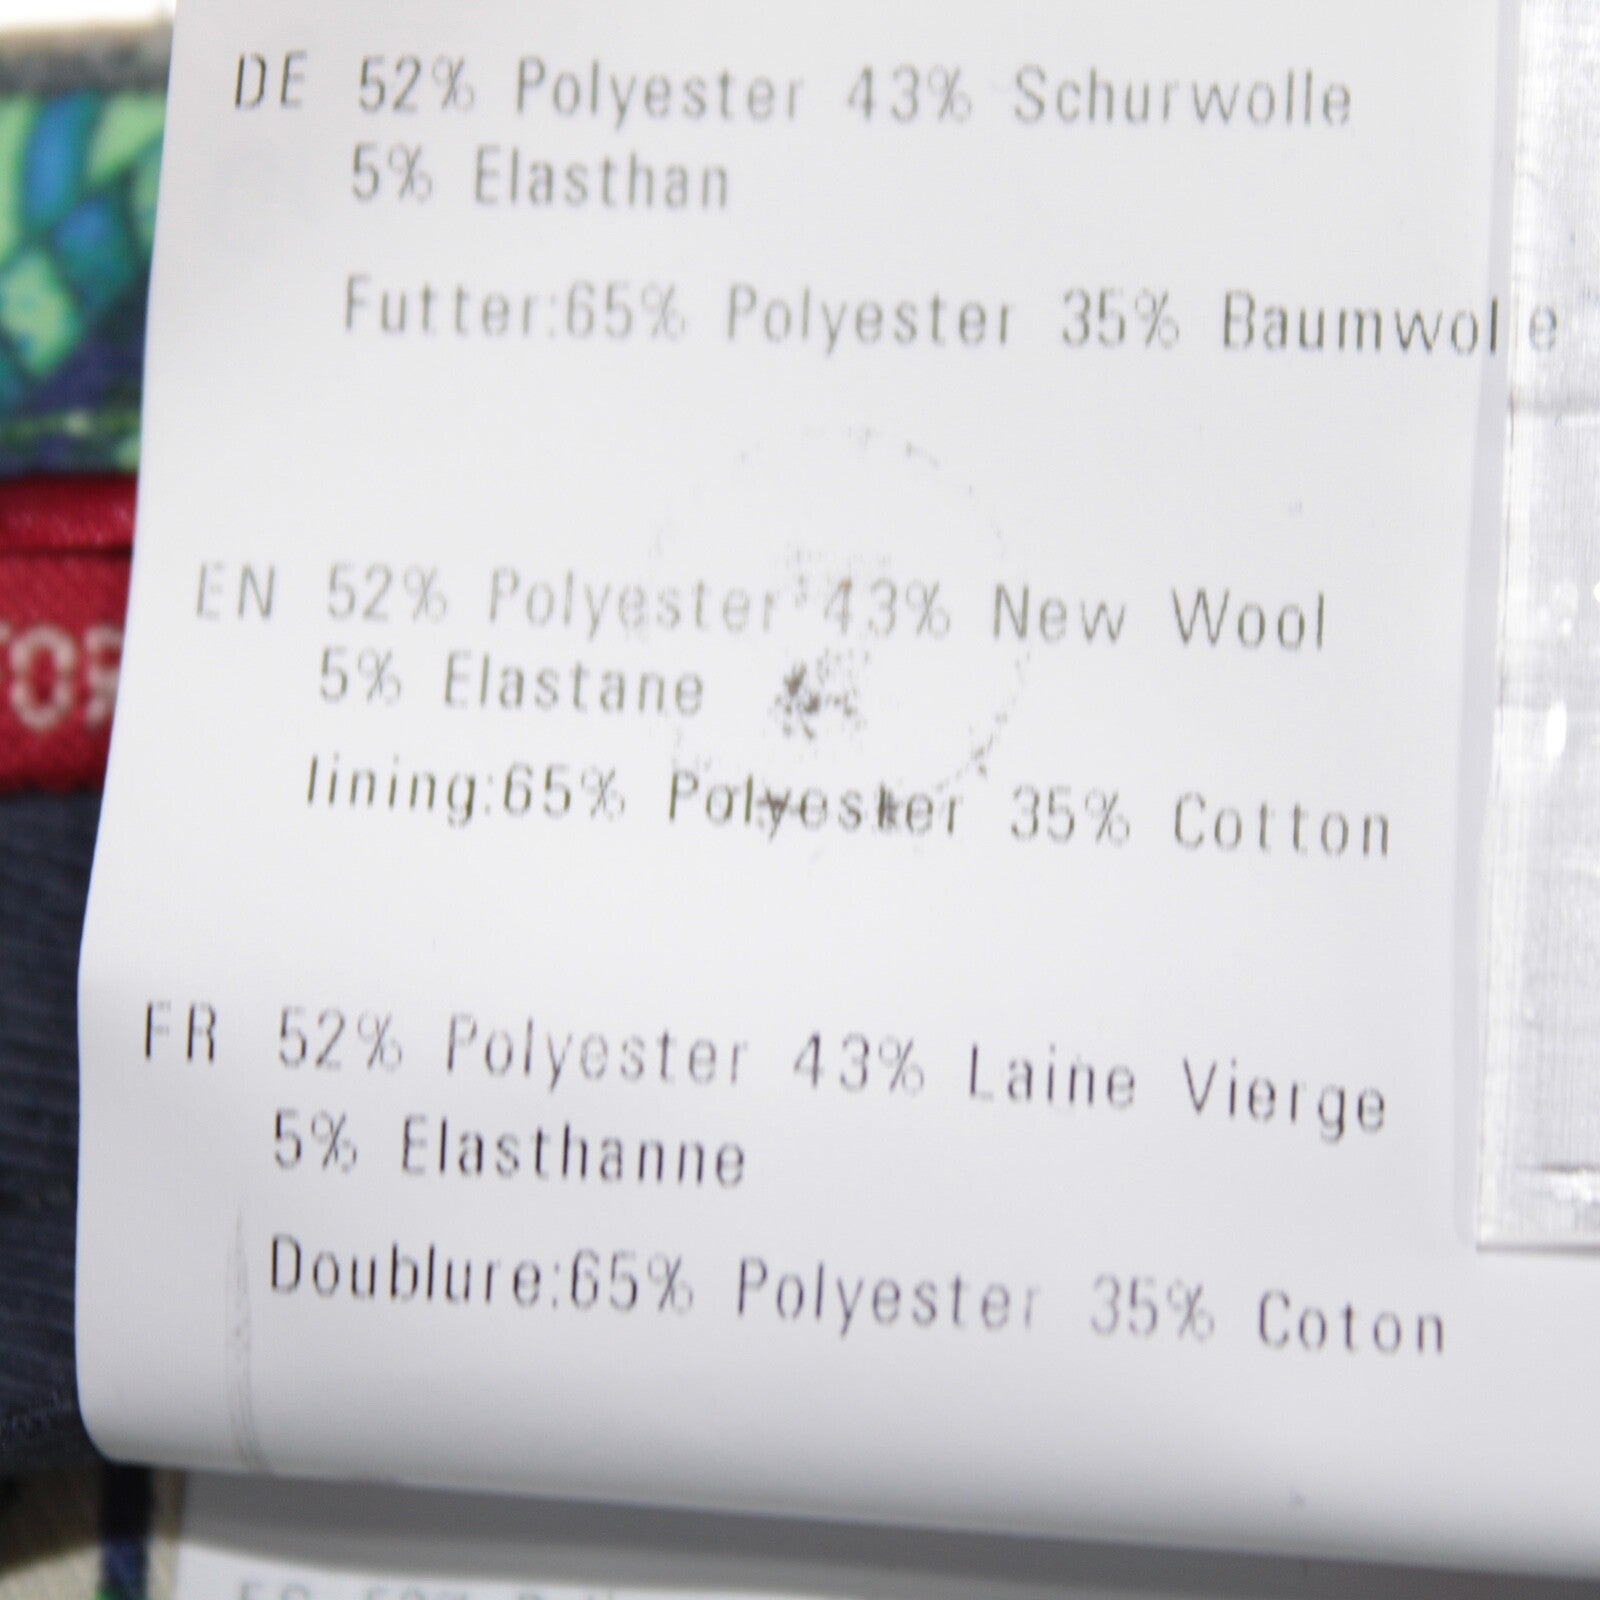 DE 52% Polyester 43% Schurwolle
5% Elasthan
Futter:65% Polyester 35% Baumwolle
EN 52% Polyester 43% New Wool
5% Elastane
lining:65% Polyester 35% Cotton
FR 52% Polyester 43% Laine Vierge
5% Elasthanne
Doublure:65% Polyester 35% Coton